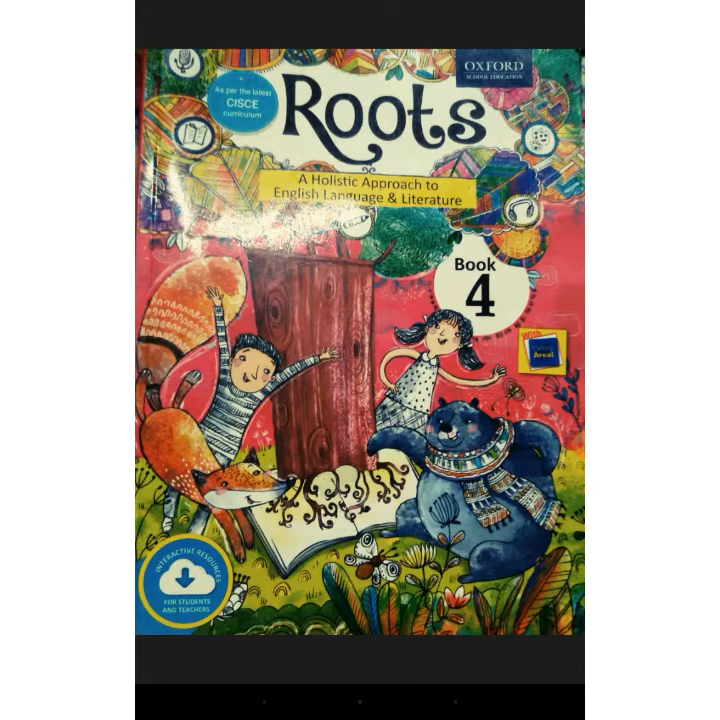 OXFORD
SCHOOL EDUCATION
As per the latest
CISCE
curriculum
Roots
A Holistic Approach to
English Language & Literature
Book
4
With
Areal
INTERACTIVE RESOURCES
FOR STUDENTS
AND TEACHERS